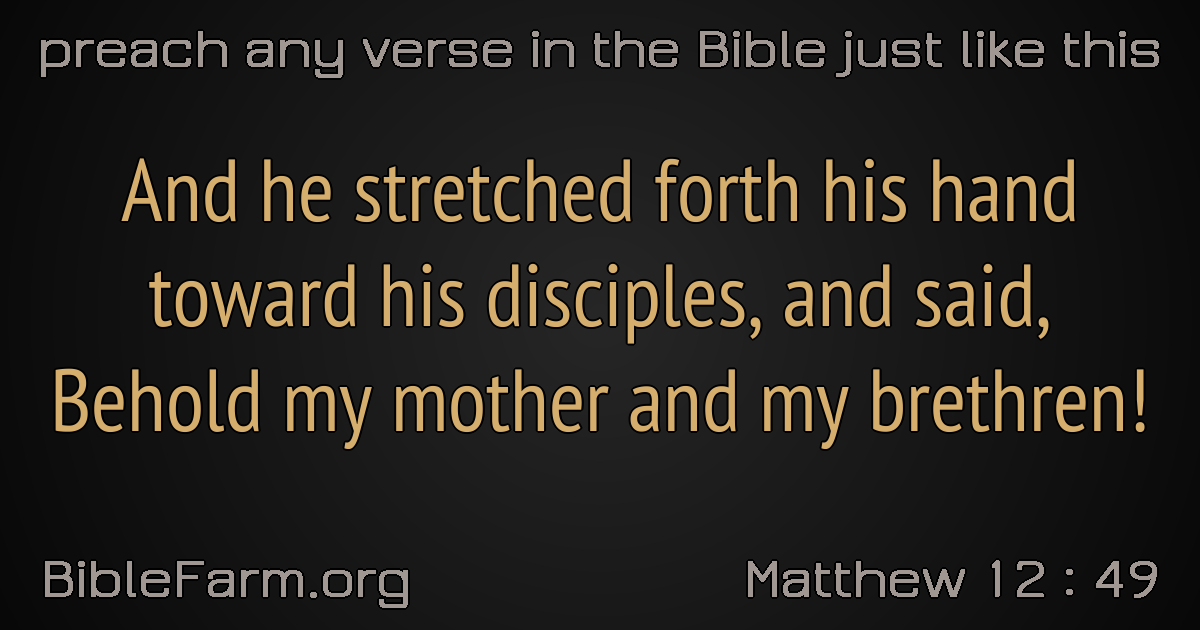 preach any verse in the Bible just like this
And he stretched forth his hand
toward his disciples, and said,
Behold my mother and my brethren!
BibleFarm.org
Matthew 12 : 49